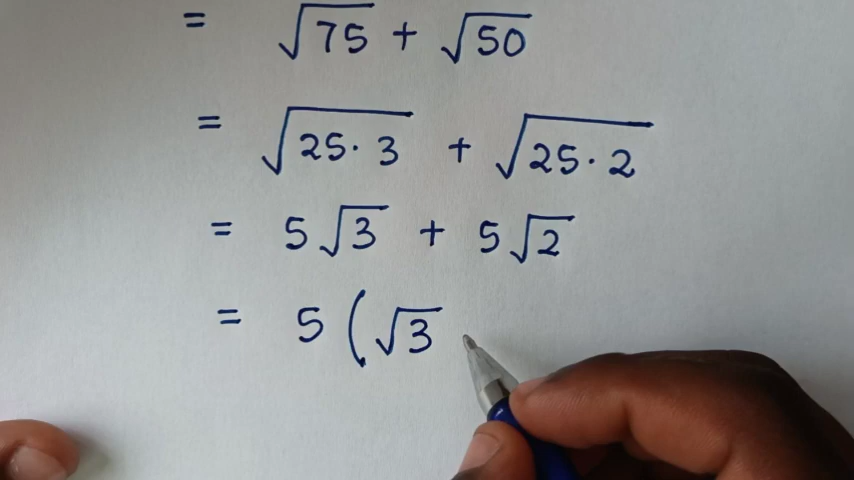 = √75 + √50
= √25·3 + √25·2
= 5√3 + 5√2
= 5(√3